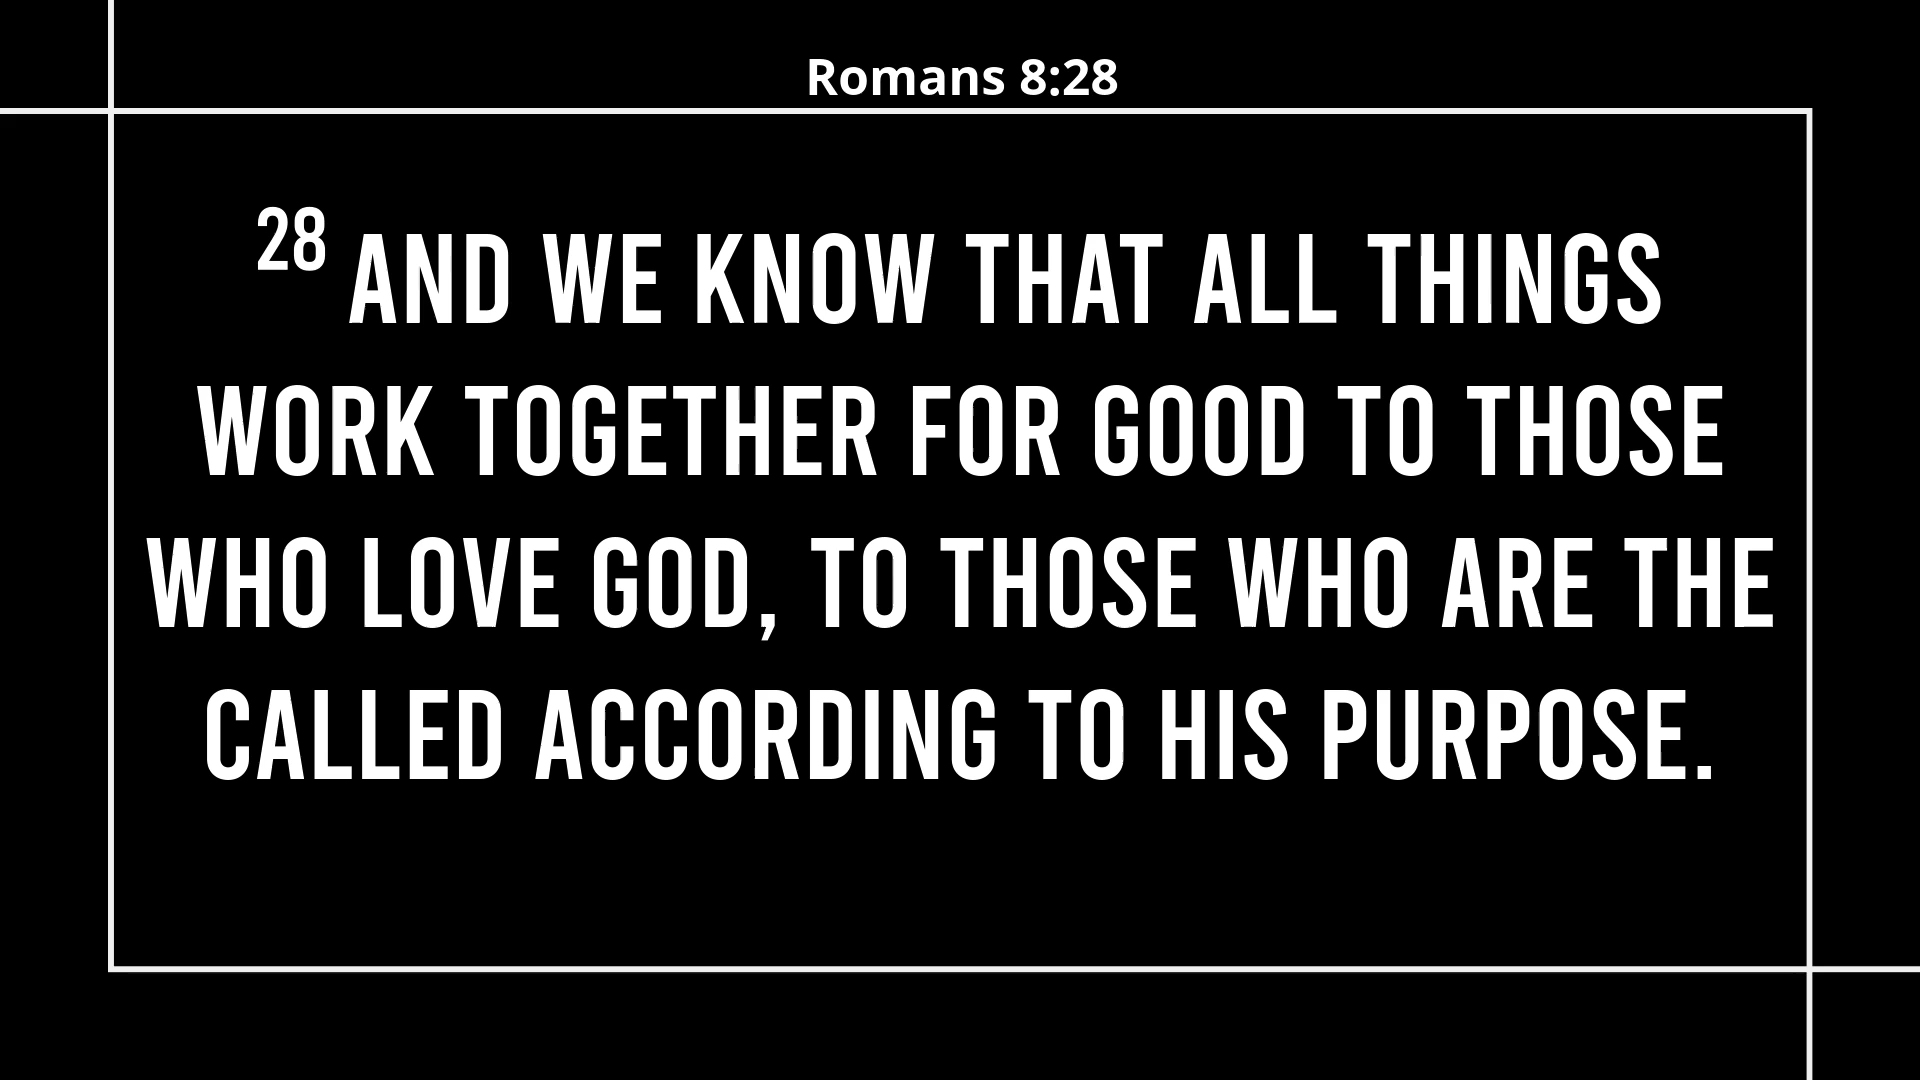 Romans 8:28
28 AND WE KNOW THAT ALL THINGS
WORK TOGETHER FOR GOOD TO THOSE
WHO LOVE GOD, TO THOSE WHO ARE THE
CALLED ACCORDING TO HIS PURPOSE.